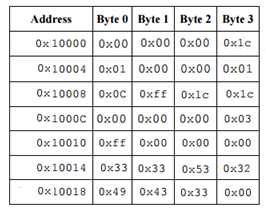 Address Byte 0 Byte 1 Byte 2 Byte 3
0x10000 0x00 0x00 0x00 0x1c
0x10004 0x01 0x00 0x00 0x01
0x10008 0x0C 0xff 0x1c 0x1c
0x1000C 0x00 0x00 0x00 0x03
0x10010 0xff 0x00 0x00 0x00
0x10014 0x33 0x33 0x53 0x32
0x10018 0x49 0x43 0x33 0x00